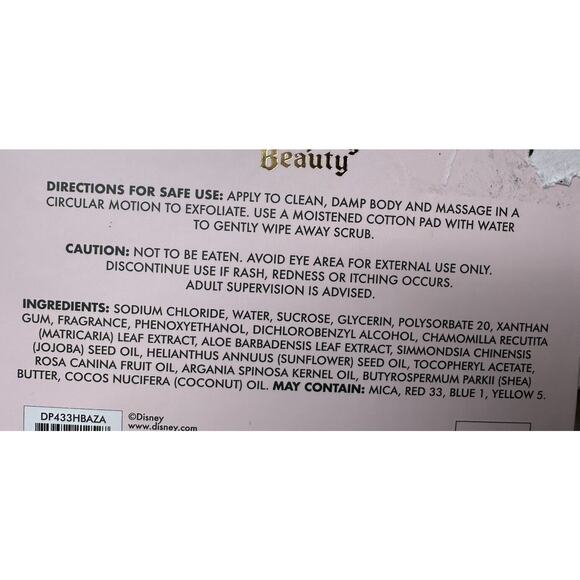 Beauty
DIRECTIONS FOR SAFE USE: APPLY TO CLEAN, DAMP BODY AND MASSAGE IN A
CIRCULAR MOTION TO EXFOLIATE. USE A MOISTENED COTTON PAD WITH WATER
TO GENTLY WIPE AWAY SCRUB.
CAUTION: NOT TO BE EATEN. AVOID EYE AREA FOR EXTERNAL USE ONLY.
DISCONTINUE USE IF RASH, REDNESS OR ITCHING OCCURS.
ADULT SUPERVISION IS ADVISED.
INGREDIENTS: SODIUM CHLORIDE, WATER, SUCROSE, GLYCERIN, POLYSORBATE 20, XANTHAN
GUM, FRAGRANCE, PHENOXYETHANOL, DICHLOROBENZYL ALCOHOL, CHAMOMILLA RECUTITA
(MATRICARIA) LEAF EXTRACT, ALOE BARBADENSIS LEAF EXTRACT, SIMMONDSIA CHINENSIS
(JOJOBA) SEED OIL, HELIANTHUS ANNUUS (SUNFLOWER) SEED OIL, TOCOPHERYL ACETATE,
ROSA CANINA FRUIT OIL, ARGANIA SPINOSA KERNEL OIL, BUTYROSPERMUM PARKII (SHEA)
BUTTER, COCOS NUCIFERA (COCONUT) OIL. MAY CONTAIN: MICA, RED 33, BLUE 1, YELLOW 5.
DP433HBAZA
©Disney
www.disney.com